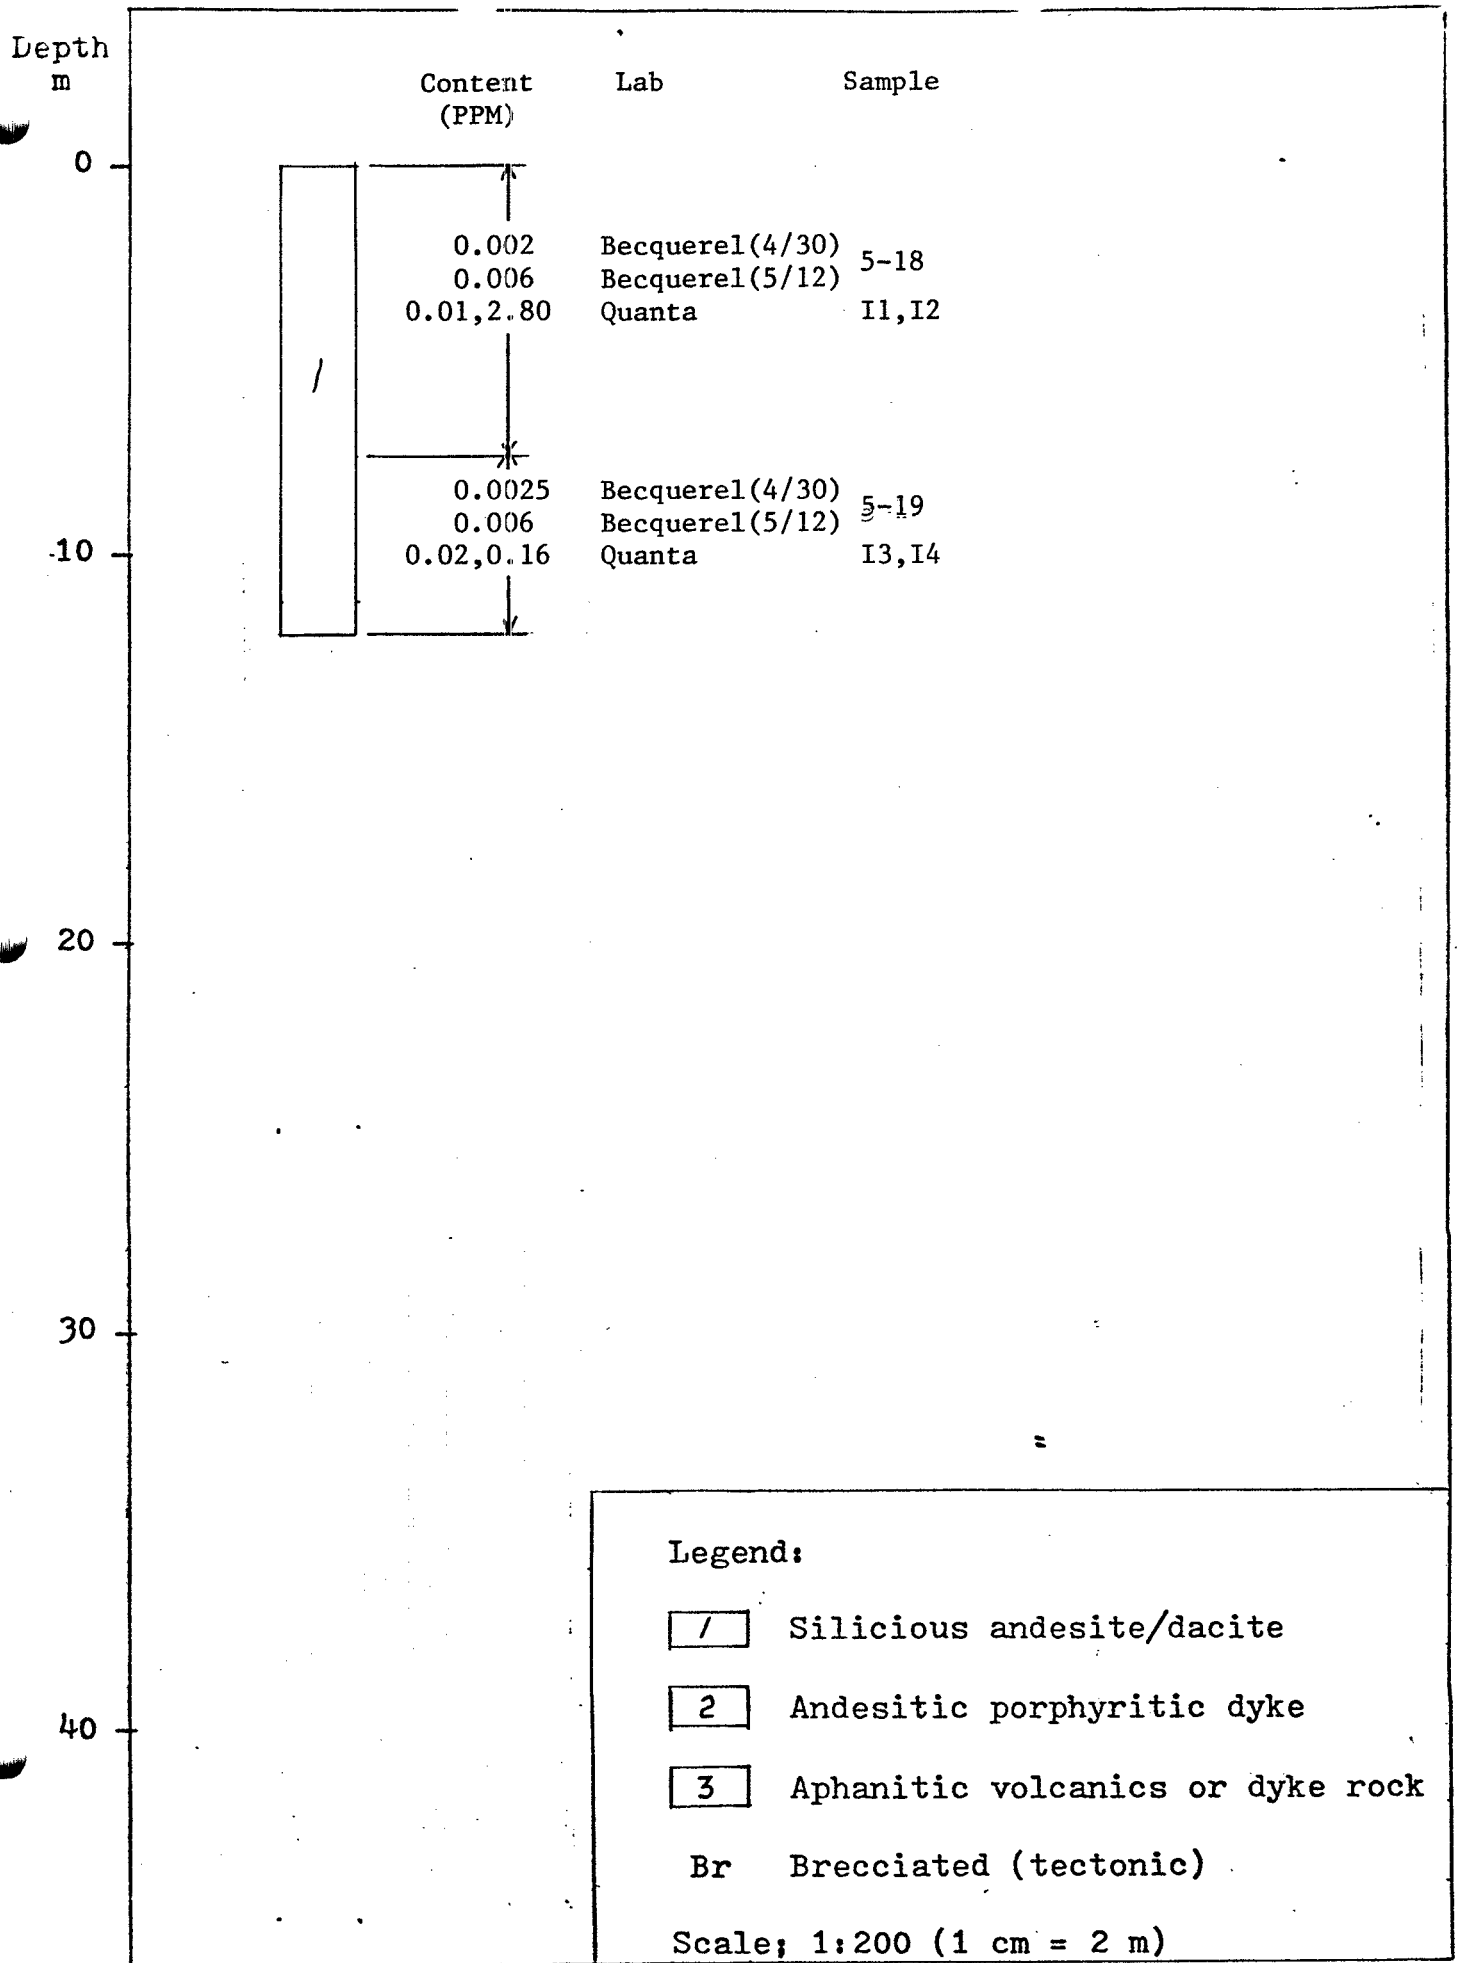 Depth
m
Content Lab Sample
(PPM)
0
0.002 Becquerel(4/30) 5-18
0.006 Becquerel(5/12)
0.01,2.80 Quanta I1,I2
1
0.0025 Becquerel(4/30) 5-19
0.006 Becquerel(5/12)
10 0.02,0.16 Quanta I3,I4
20
30
40
Legend:
1 Silicious andesite/dacite
2 Andesitic porphyritic dyke
3 Aphanitic volcanics or dyke rock
Br Brecciated (tectonic)
Scale; 1:200 (1 cm = 2 m)